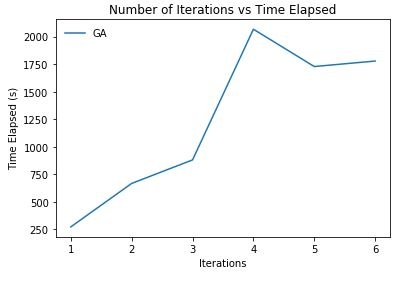 Number of Iterations vs Time Elapsed
GA
Time Elapsed (s)
2000
1750
1500
1250
1000
750
500
250
1 2 3 4 5 6
Iterations